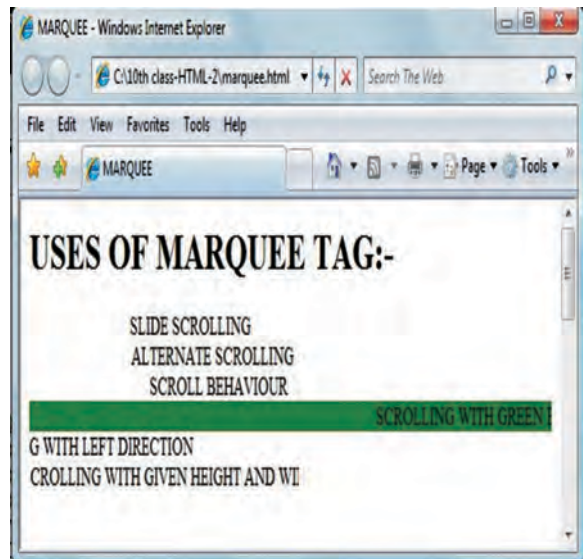 MARQUEE - Windows Internet Explorer
C:\10th class-HTML-2\marquee.html Search The Web
File Edit View Favorites Tools Help
MARQUEE Page Tools
USES OF MARQUEE TAG:-
SLIDE SCROLLING
ALTERNATE SCROLLING
SCROLL BEHAVIOUR
SCROLLING WITH GREEN
G WITH LEFT DIRECTION
CROLLING WITH GIVEN HEIGHT AND WI